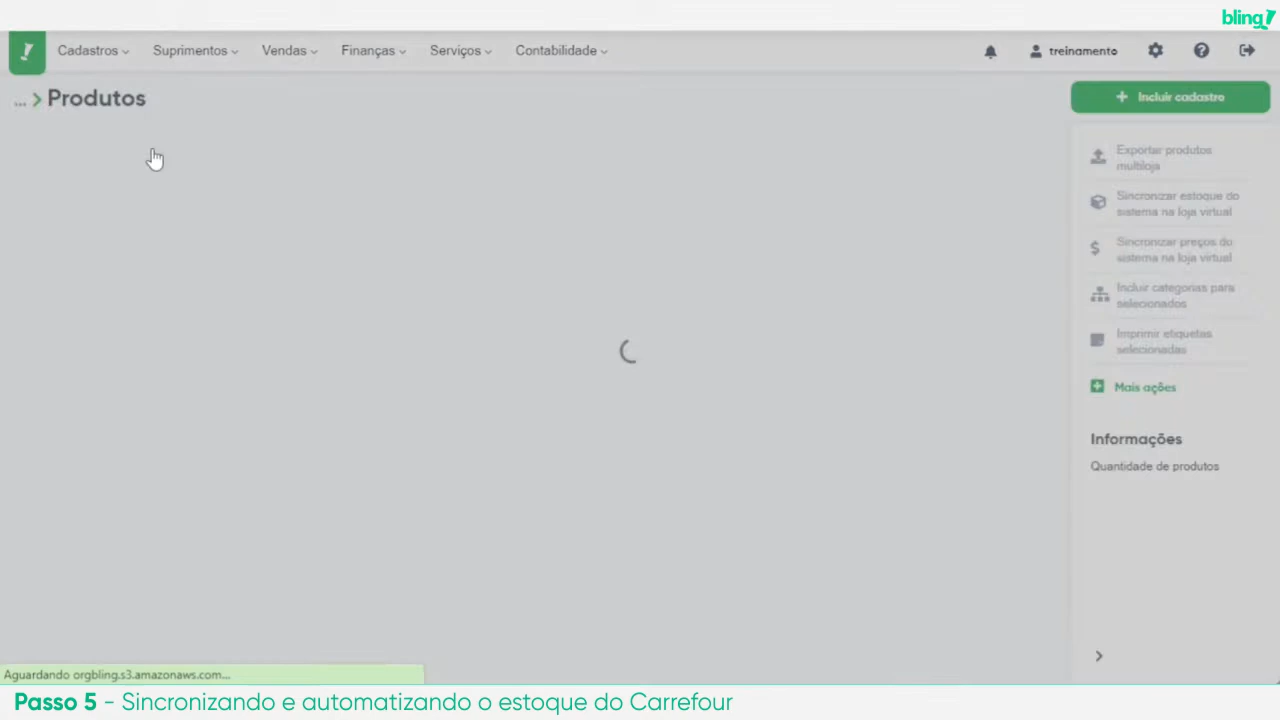 bling
Cadastros Suprimentos Vendas Finanças Serviços Contabilidade treinamento
... Produtos
Incluir cadastro
Exportar produtos
multiloja
Sincronizar estoque do
sistema na loja virtual
Sincronizar preços do
sistema na loja virtual
Incluir categorias para
selecionados
Imprimir etiquetas
selecionadas
Mais ações
Informações
Quantidade de produtos
Aguardando orgbling.s3.amazonaws.com...
Passo 5 - Sincronizando e automatizando o estoque do Carrefour